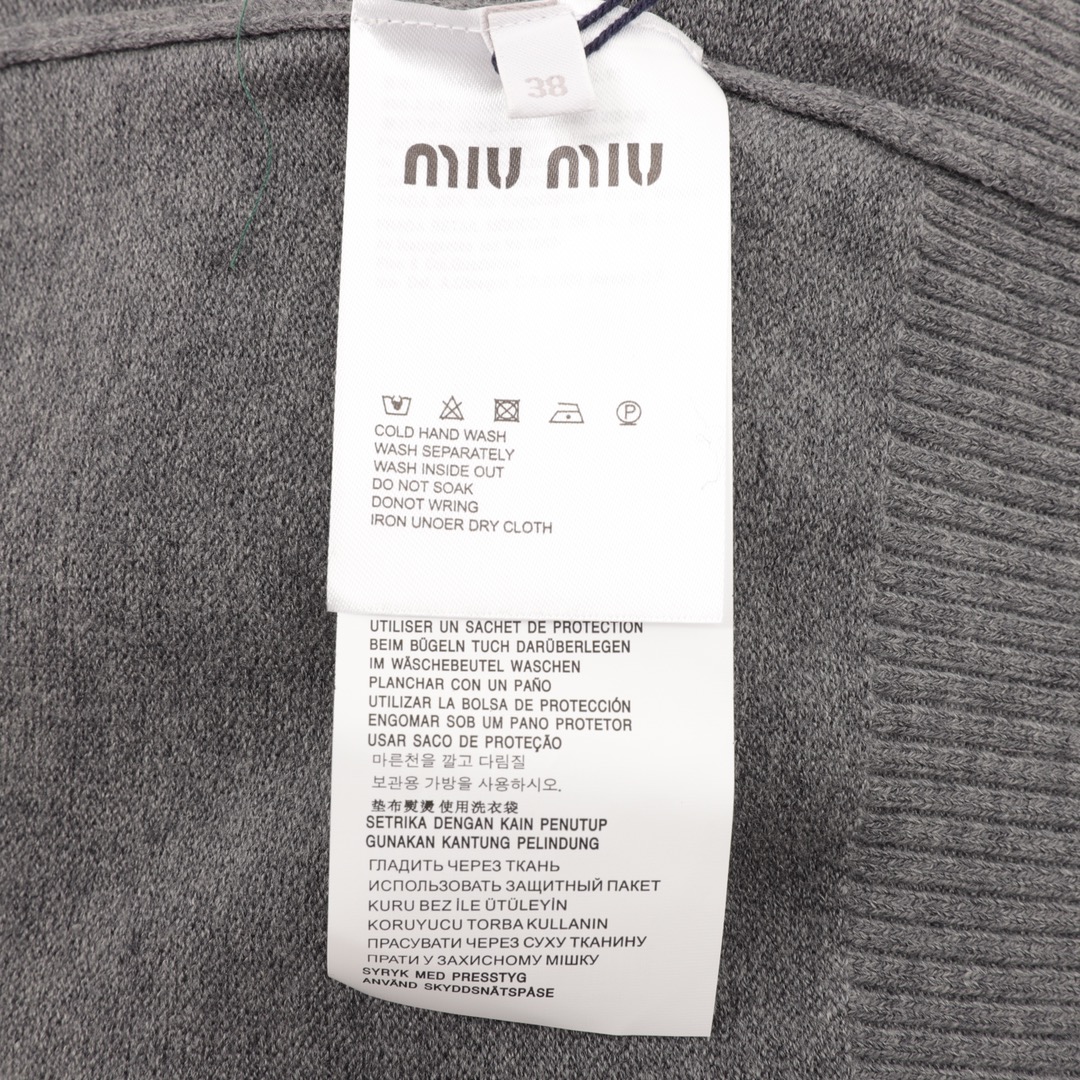 38
MIU MIU
P
COLD HAND WASH
WASH SEPARATELY
WASH INSIDE OUT
DO NOT SOAK
DONOT WRING
IRON UNOER DRY CLOTH
UTILISER UN SACHET DE PROTECTION
BEIM BÜGELN TUCH DARÜBERLEGEN
IM WÄSCHEBEUTEL WASCHEN
PLANCHAR CON UN PAÑO
UTILIZAR LA BOLSA DE PROTECCIÓN
ENGOMAR SOB UM PANO PROTETOR
USAR SACO DE PROTEÇÃO
마른천을 깔고 다림질
보관용 가방을 사용하시오.
垫布熨烫 使用洗衣袋
SETRIKA DENGAN KAIN PENUTUP
GUNAKAN KANTUNG PELINDUNG
ГЛАДИТЬ ЧЕРЕЗ ТКАНЬ
ИСПОЛЬЗОВАТЬ ЗАЩИТНЫЙ ПАКЕТ
KURU BEZ İLE ÜTÜLEYİN
KORUYUCU TORBA KULLANIN
ПРАСУВАТИ ЧЕРЕЗ СУХУ ТКАНИНУ
ПРАТИ У ЗАХИСНОМУ МІШКУ
SYRYK MED PRESSTYG
ANVÄND SKYDDSNÄTSPÅSE